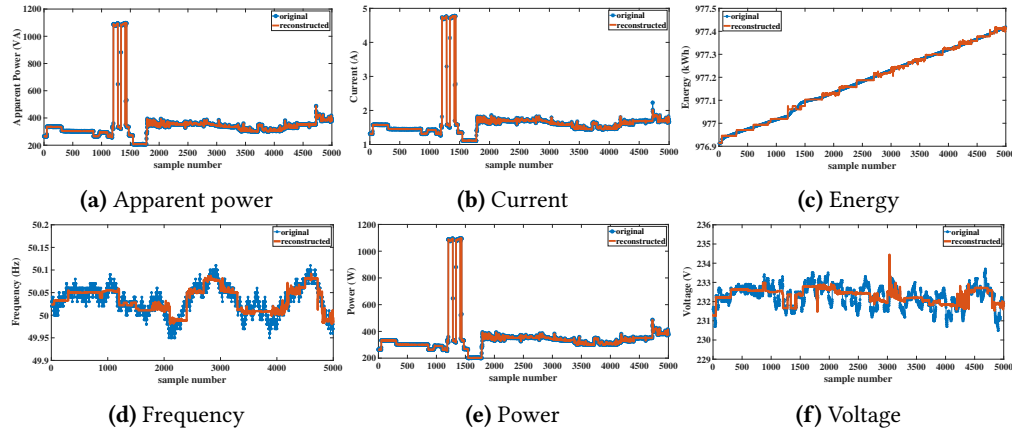 1200
1000
800
600
400
200
Apparent Power (VA)
original
reconstructed
0 500 1000 1500 2000 2500 3000 3500 4000 4500 5000
sample number
(a) Apparent power
5
4
3
2
1
Current (A)
original
reconstructed
0 500 1000 1500 2000 2500 3000 3500 4000 4500 5000
sample number
(b) Current
977.5
977.4
977.3
977.2
977.1
977
976.9
Energy (kWh)
original
reconstructed
0 500 1000 1500 2000 2500 3000 3500 4000 4500 5000
sample number
(c) Energy
50.2
50.15
50.1
50.05
50
49.95
49.9
Frequency (Hz)
original
reconstructed
0 500 1000 1500 2000 2500 3000 3500 4000 4500 5000
sample number
(d) Frequency
1200
1000
800
600
400
200
Power (W)
original
reconstructed
0 500 1000 1500 2000 2500 3000 3500 4000 4500 5000
sample number
(e) Power
236
235
234
233
232
231
230
229
Voltage (V)
original
reconstructed
0 500 1000 1500 2000 2500 3000 3500 4000 4500 5000
sample number
(f) Voltage